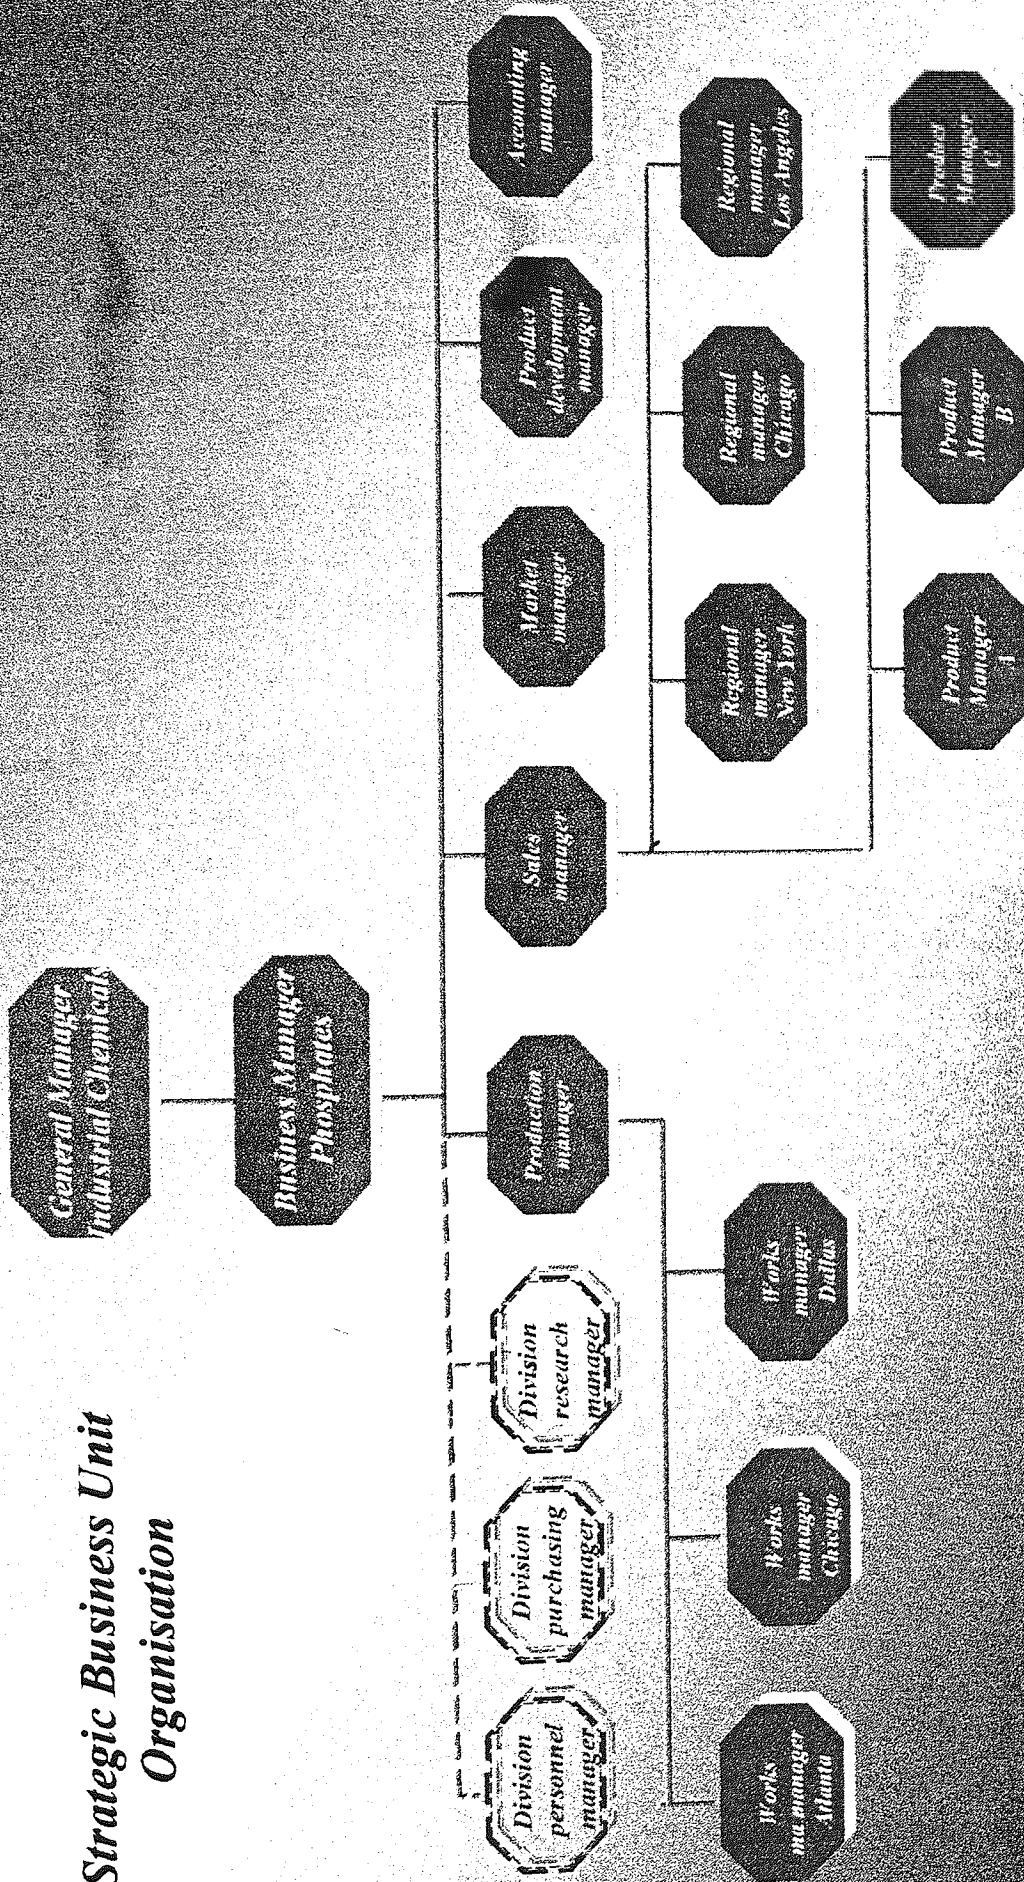 Strategic Business Unit
Organisation
General Manager
Industrial Chemicals
Business Manager
Phosphates
Division
personnel
manager
Division
purchasing
manager
Division
research
manager
Production
manager
Sales
manager
Market
manager
Product
development
manager
Accounting
manager
Works
manager
Atlanta
Works
manager
Chicago
Works
manager
Dallas
Regional
manager
New York
Regional
manager
Chicago
Regional
manager
Los Angeles
Product
Manager
A
Product
Manager
B
Product
Manager
C